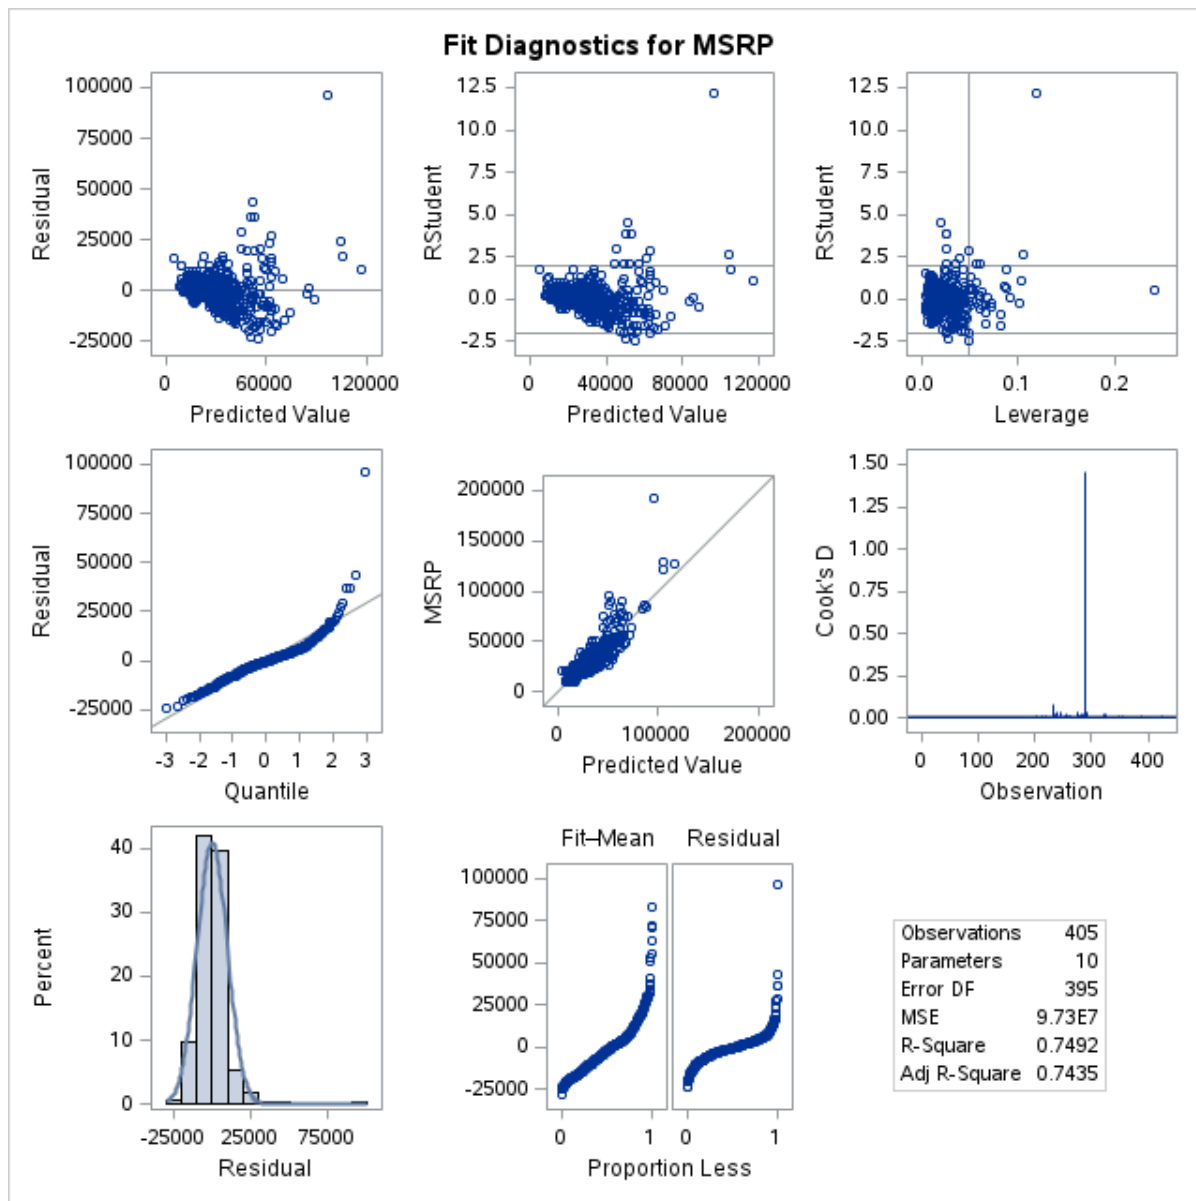 Fit Diagnostics for MSRP
100000
75000
50000
25000
0
-25000
Residual
0 60000 120000
Predicted Value
12.5
10.0
7.5
5.0
2.5
0.0
-2.5
RStudent
0 40000 80000 120000
Predicted Value
12.5
10.0
7.5
5.0
2.5
0.0
-2.5
RStudent
0.0 0.1 0.2
Leverage
100000
75000
50000
25000
0
-25000
Residual
-3 -2 -1 0 1 2 3
Quantile
200000
150000
100000
50000
0
MSRP
0 100000 200000
Predicted Value
1.50
1.25
1.00
0.75
0.50
0.25
0.00
Cook's D
0 100 200 300 400
Observation
40
30
20
10
0
Percent
-25000 25000 75000
Residual
Fit–Mean Residual
100000
75000
50000
25000
0
-25000
0 1 0 1
Proportion Less
Observations 405
Parameters 10
Error DF 395
MSE 9.73E7
R-Square 0.7492
Adj R-Square 0.7435